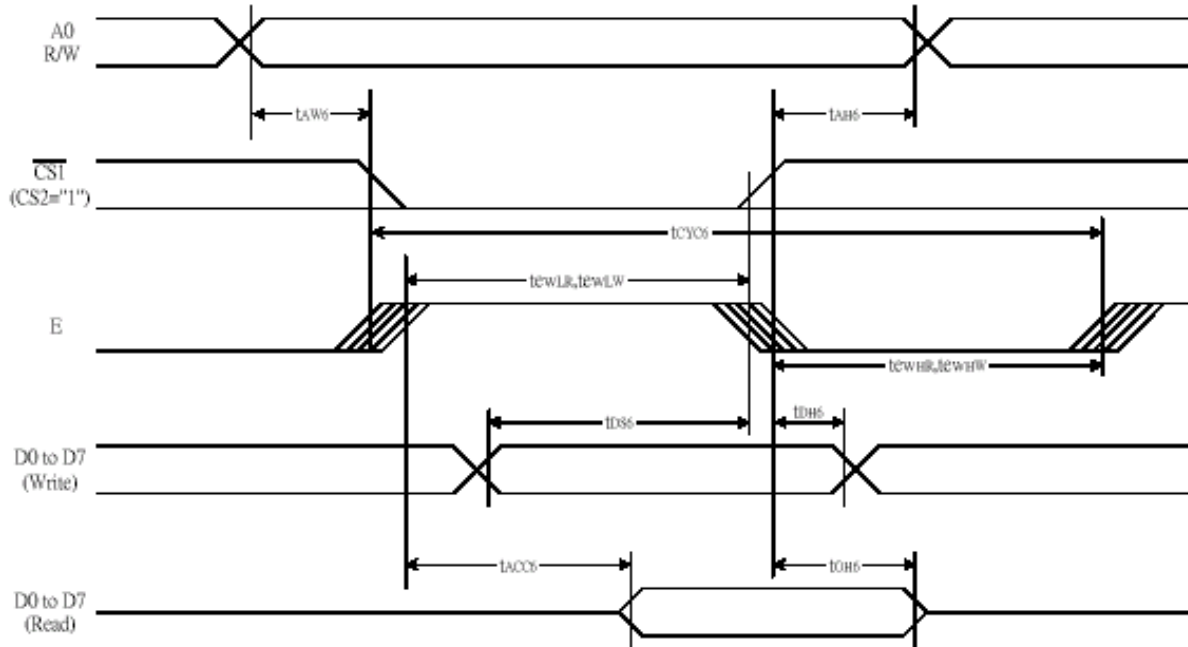 A0
R/W
tAW6
tAH6
CS1
(CS2="1")
tCYC6
tEWLR,tEWLW
E
tEWHR,tEWHW
tDS6
tDH6
D0 to D7
(Write)
tACC6
tOH6
D0 to D7
(Read)